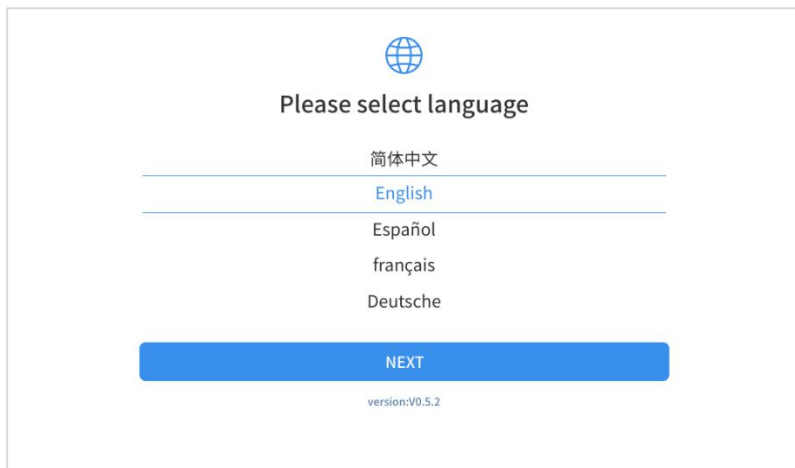 Please select language
简体中文
English
Español
français
Deutsche
NEXT
version:V0.5.2